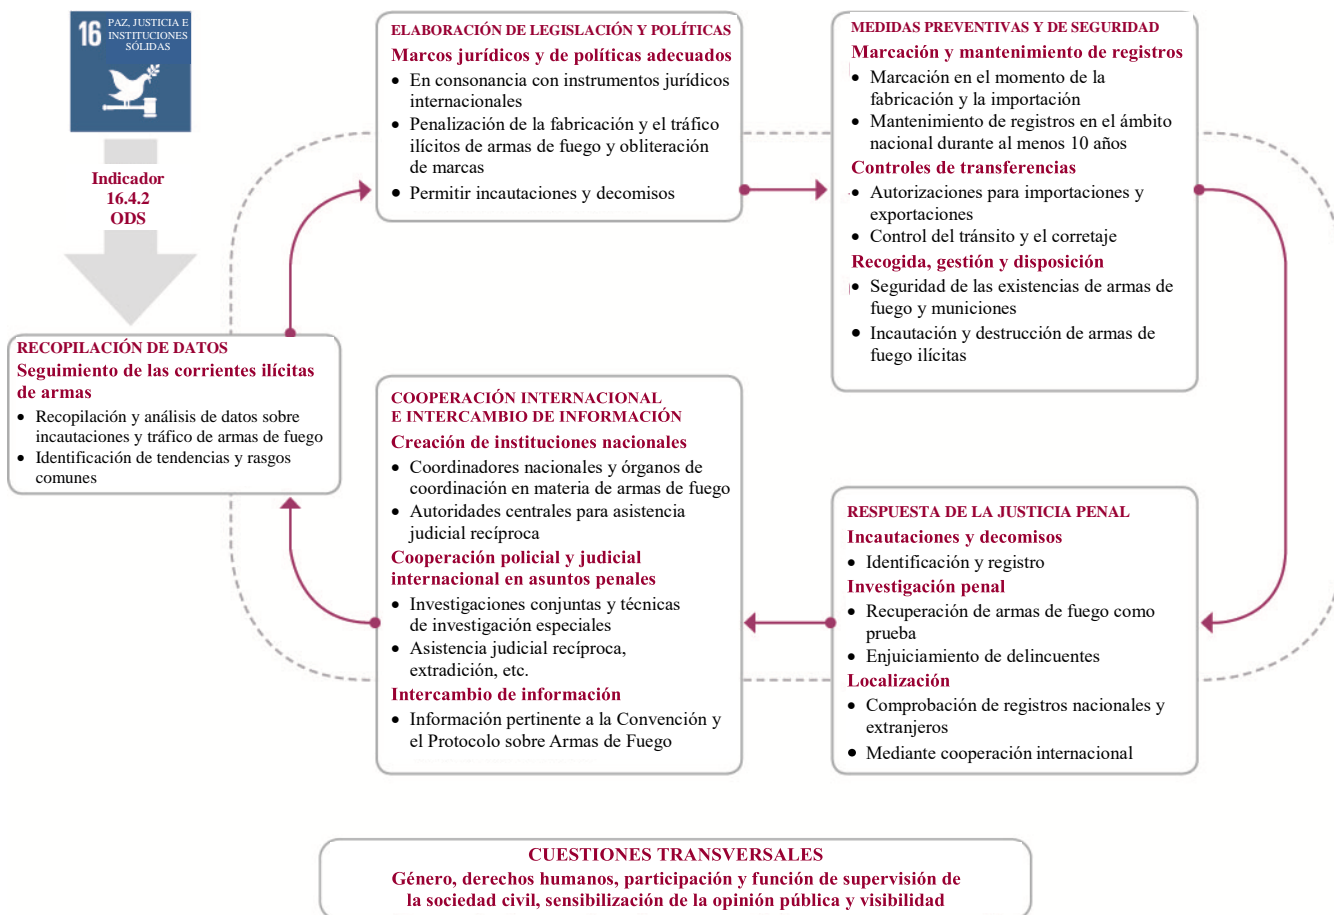 16
PAZ, JUSTICIA E
INSTITUCIONES
SÓLIDAS
Indicador
16.4.2
ODS
RECOPILACIÓN DE DATOS
Seguimiento de las corrientes ilícitas
de armas
• Recopilación y análisis de datos sobre
incautaciones y tráfico de armas de fuego
• Identificación de tendencias y rasgos
comunes
ELABORACIÓN DE LEGISLACIÓN Y POLÍTICAS
Marcos jurídicos y de políticas adecuados
• En consonancia con instrumentos jurídicos
internacionales
• Penalización de la fabricación y el tráfico
ilícitos de armas de fuego y obliteración
de marcas
• Permitir incautaciones y decomisos
MEDIDAS PREVENTIVAS Y DE SEGURIDAD
Marcación y mantenimiento de registros
• Marcación en el momento de la
fabricación y la importación
• Mantenimiento de registros en el ámbito
nacional durante al menos 10 años
Controles de transferencias
• Autorizaciones para importaciones y
exportaciones
• Control del tránsito y el corretaje
Recogida, gestión y disposición
• Seguridad de las existencias de armas de
fuego y municiones
• Incautación y destrucción de armas de
fuego ilícitas
RESPUESTA DE LA JUSTICIA PENAL
Incautaciones y decomisos
• Identificación y registro
Investigación penal
• Recuperación de armas de fuego como
prueba
• Enjuiciamiento de delincuentes
Localización
• Comprobación de registros nacionales y
extranjeros
• Mediante cooperación internacional
COOPERACIÓN INTERNACIONAL
E INTERCAMBIO DE INFORMACIÓN
Creación de instituciones nacionales
• Coordinadores nacionales y órganos de
coordinación en materia de armas de fuego
• Autoridades centrales para asistencia
judicial recíproca
Cooperación policial y judicial
internacional en asuntos penales
• Investigaciones conjuntas y técnicas
de investigación especiales
• Asistencia judicial recíproca,
extradición, etc.
Intercambio de información
• Información pertinente a la Convención y
el Protocolo sobre Armas de Fuego
CUESTIONES TRANSVERSALES
Género, derechos humanos, participación y función de supervisión de
la sociedad civil, sensibilización de la opinión pública y visibilidad